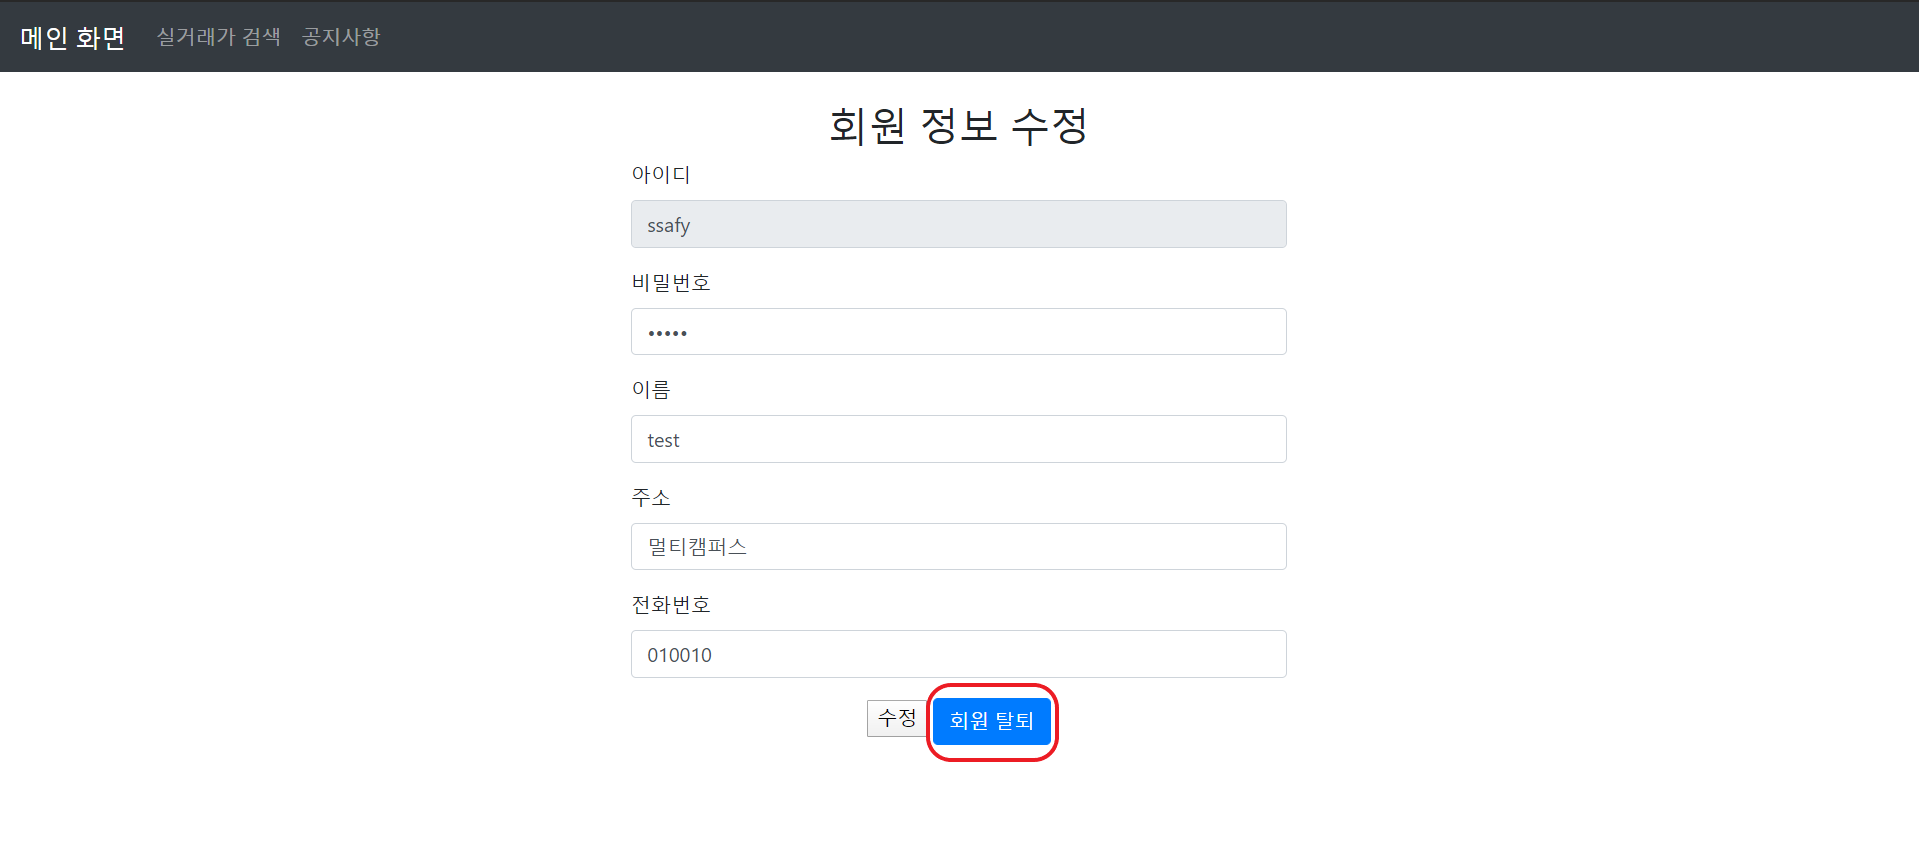 메인 화면 실거래가 검색 공지사항
회원 정보 수정
아이디
ssafy
비밀번호
•••••
이름
test
주소
멀티캠퍼스
전화번호
010010
수정 회원 탈퇴